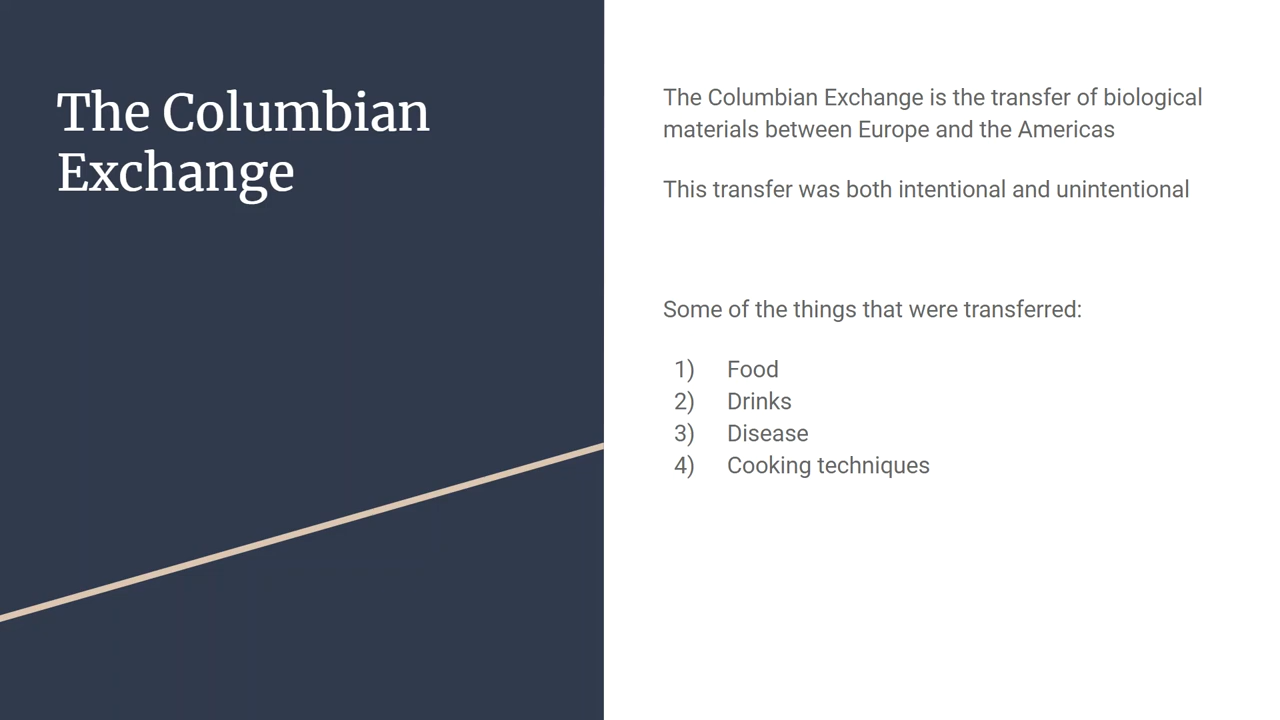 The Columbian
Exchange
The Columbian Exchange is the transfer of biological
materials between Europe and the Americas
This transfer was both intentional and unintentional
Some of the things that were transferred:
1) Food
2) Drinks
3) Disease
4) Cooking techniques